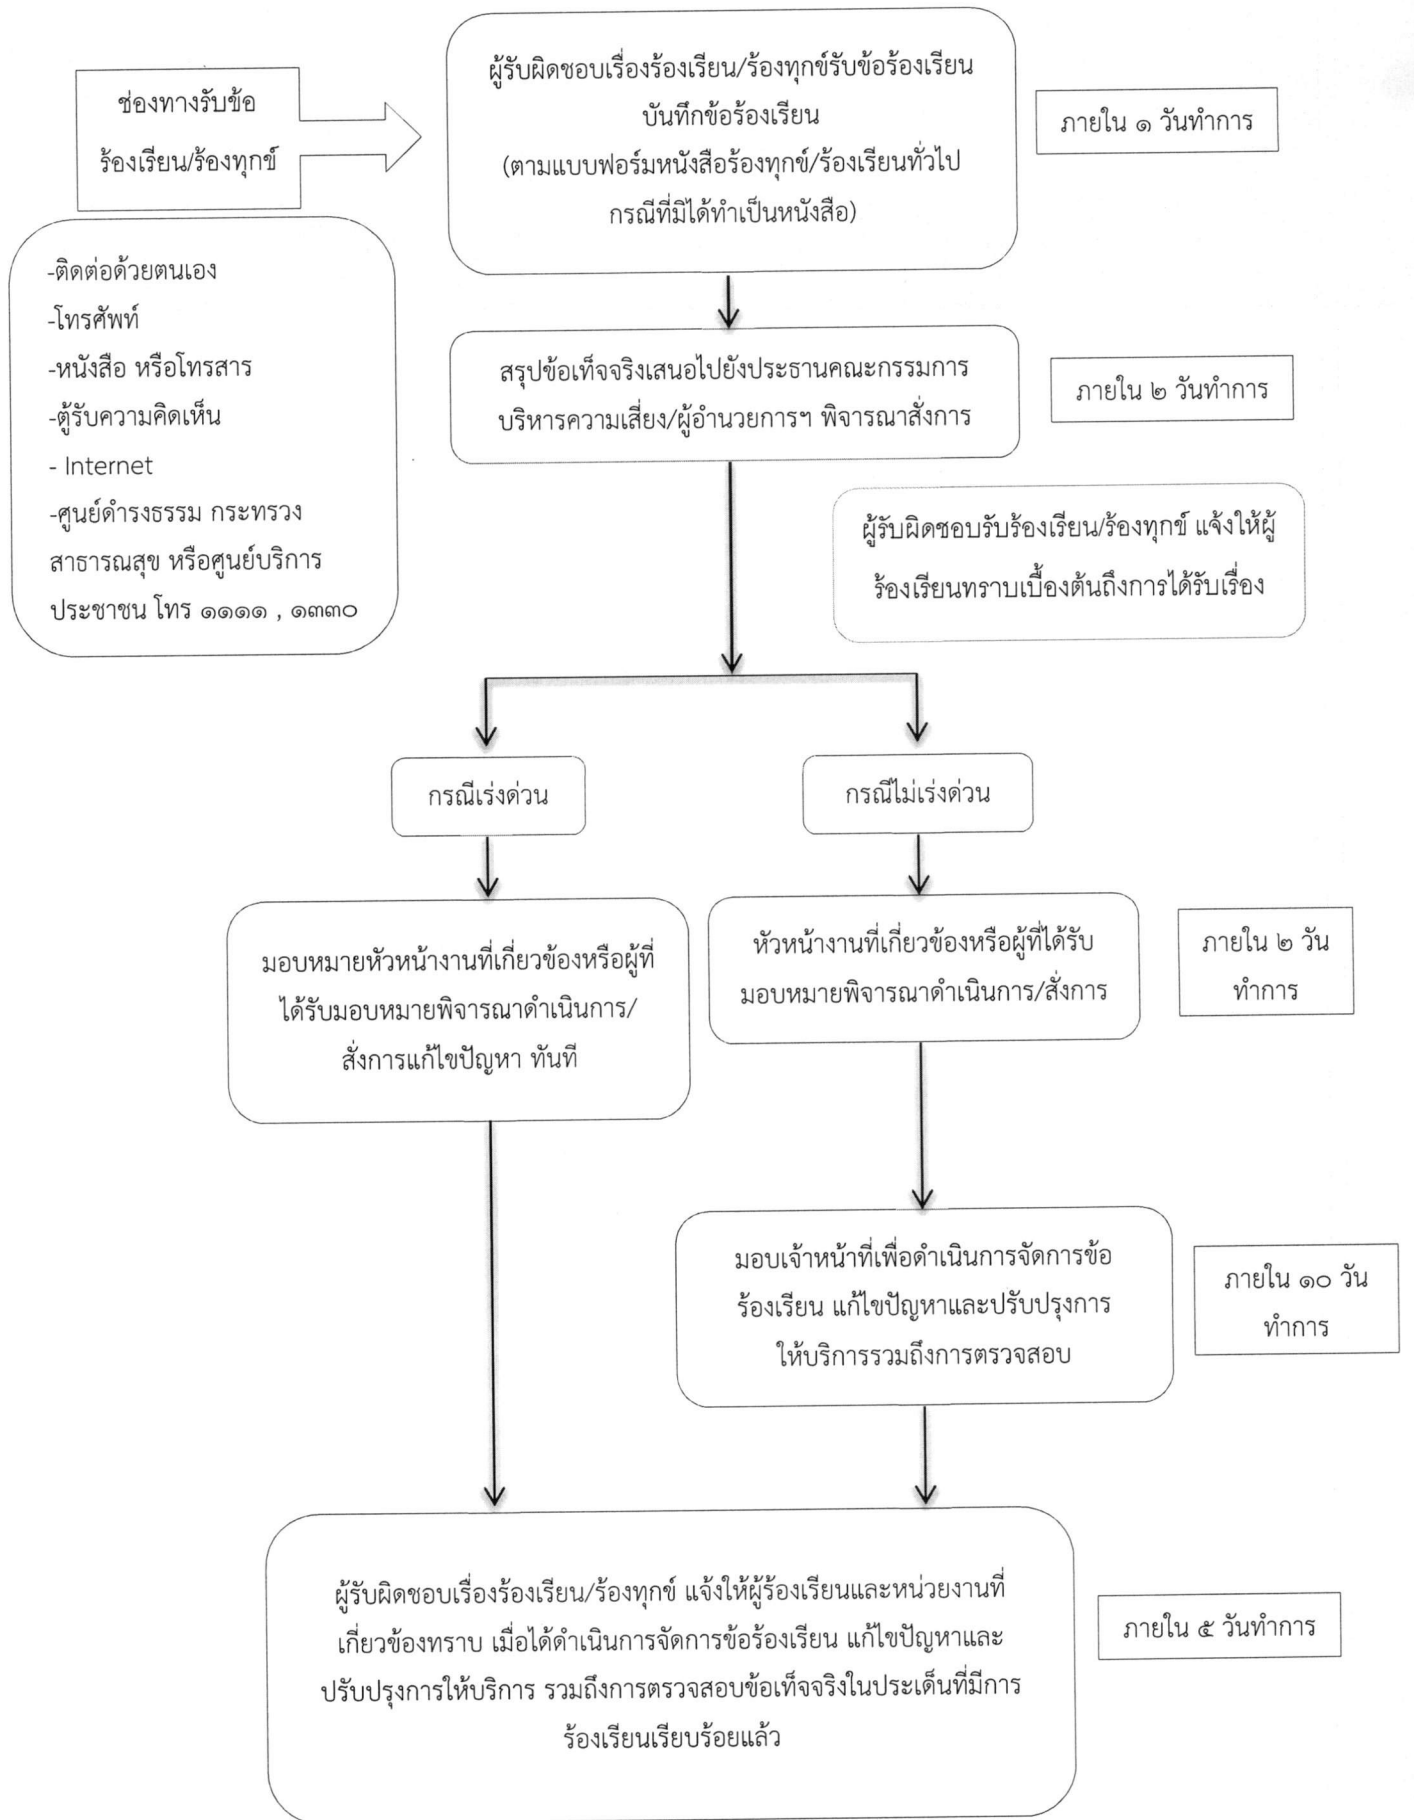 ช่องทางรับข้อ
ร้องเรียน/ร้องทุกข์
ผู้รับผิดชอบเรื่องร้องเรียน/ร้องทุกข์รับข้อร้องเรียน
บันทึกข้อร้องเรียน
(ตามแบบฟอร์มหนังสือร้องทุกข์/ร้องเรียนทั่วไป
กรณีที่มิได้ทำเป็นหนังสือ)
ภายใน ๑ วันทำการ
-ติดต่อด้วยตนเอง
-โทรศัพท์
-หนังสือ หรือโทรสาร
-ตู้รับความคิดเห็น
- Internet
-ศูนย์ดำรงธรรม กระทรวง
สาธารณสุข หรือศูนย์บริการ
ประชาชน โทร ๑๑๑๑ , ๑๓๓๐
สรุปข้อเท็จจริงเสนอไปยังประธานคณะกรรมการ
บริหารความเสี่ยง/ผู้อำนวยการฯ พิจารณาสั่งการ
ภายใน ๒ วันทำการ
ผู้รับผิดชอบรับร้องเรียน/ร้องทุกข์ แจ้งให้ผู้
ร้องเรียนทราบเบื้องต้นถึงการได้รับเรื่อง
กรณีเร่งด่วน
กรณีไม่เร่งด่วน
มอบหมายหัวหน้างานที่เกี่ยวข้องหรือผู้ที่
ได้รับมอบหมายพิจารณาดำเนินการ/
สั่งการแก้ไขปัญหา ทันที
หัวหน้างานที่เกี่ยวข้องหรือผู้ที่ได้รับ
มอบหมายพิจารณาดำเนินการ/สั่งการ
ภายใน ๒ วัน
ทำการ
มอบเจ้าหน้าที่เพื่อดำเนินการจัดการข้อ
ร้องเรียน แก้ไขปัญหาและปรับปรุงการ
ให้บริการรวมถึงการตรวจสอบ
ภายใน ๑๐ วัน
ทำการ
ผู้รับผิดชอบเรื่องร้องเรียน/ร้องทุกข์ แจ้งให้ผู้ร้องเรียนและหน่วยงานที่
เกี่ยวข้องทราบ เมื่อได้ดำเนินการจัดการข้อร้องเรียน แก้ไขปัญหาและ
ปรับปรุงการให้บริการ รวมถึงการตรวจสอบข้อเท็จจริงในประเด็นที่มีการ
ร้องเรียนเรียบร้อยแล้ว
ภายใน ๕ วันทำการ